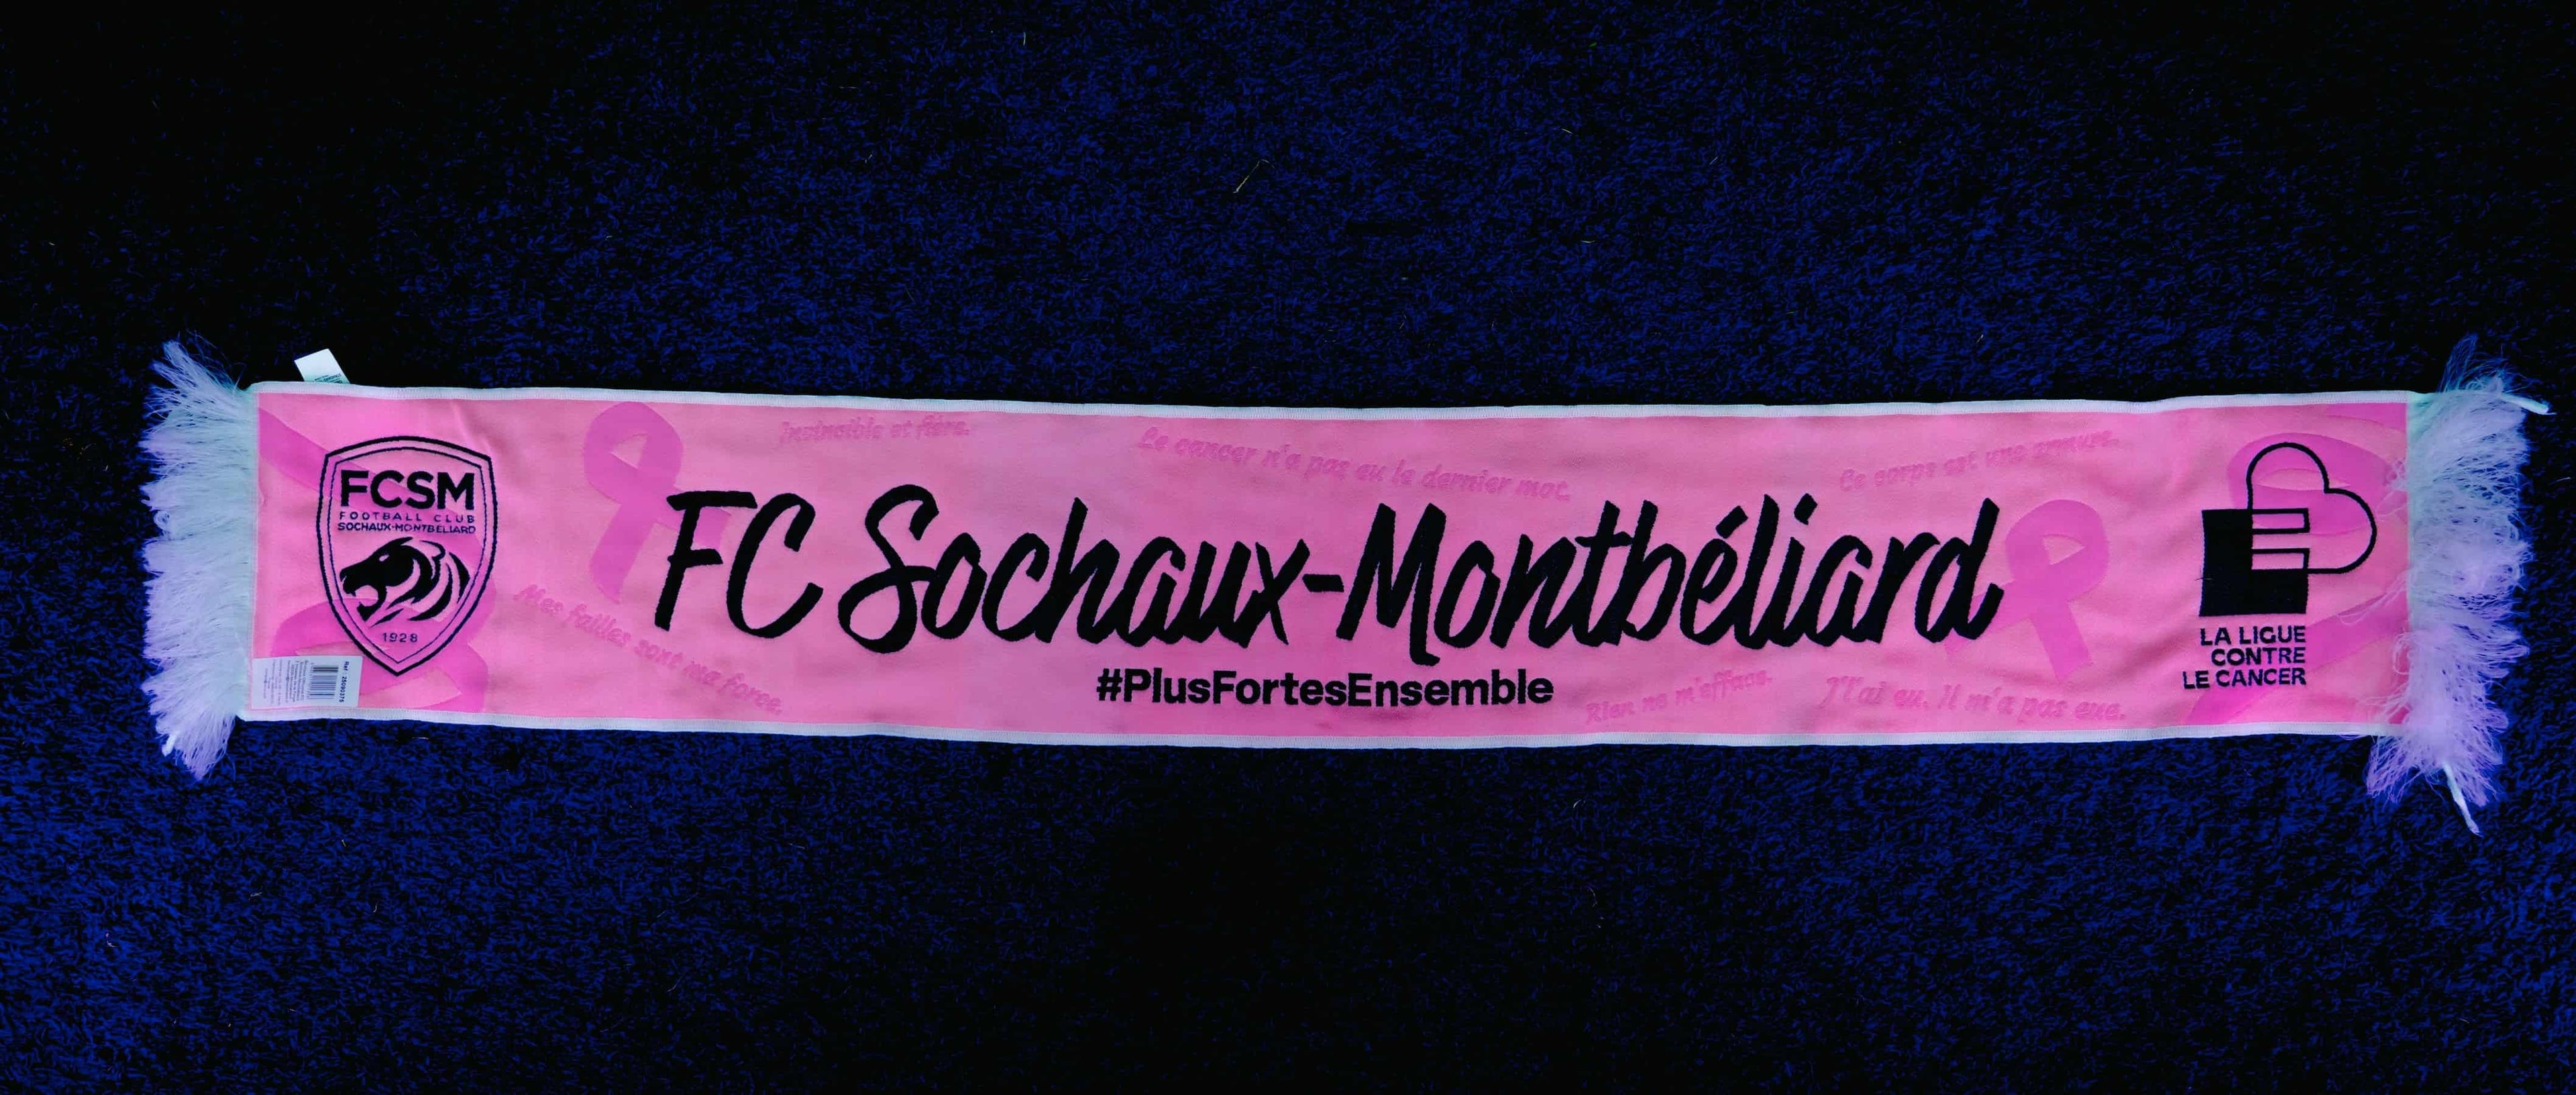 FCSM
FOOTBALL CLUB
SOCHAUX-MONTBÉLIARD
1928
Réf : 25090375
Invincible et fière.
Le cancer n'a pas eu le dernier mot.
Ce corps est une armure.
FC Sochaux-Montbéliard
Mes failles sont ma force.
#PlusFortesEnsemble
Rien ne m'efface.
J'l'ai eu. Il m'a pas eue.
LA LIGUE
CONTRE
LE CANCER